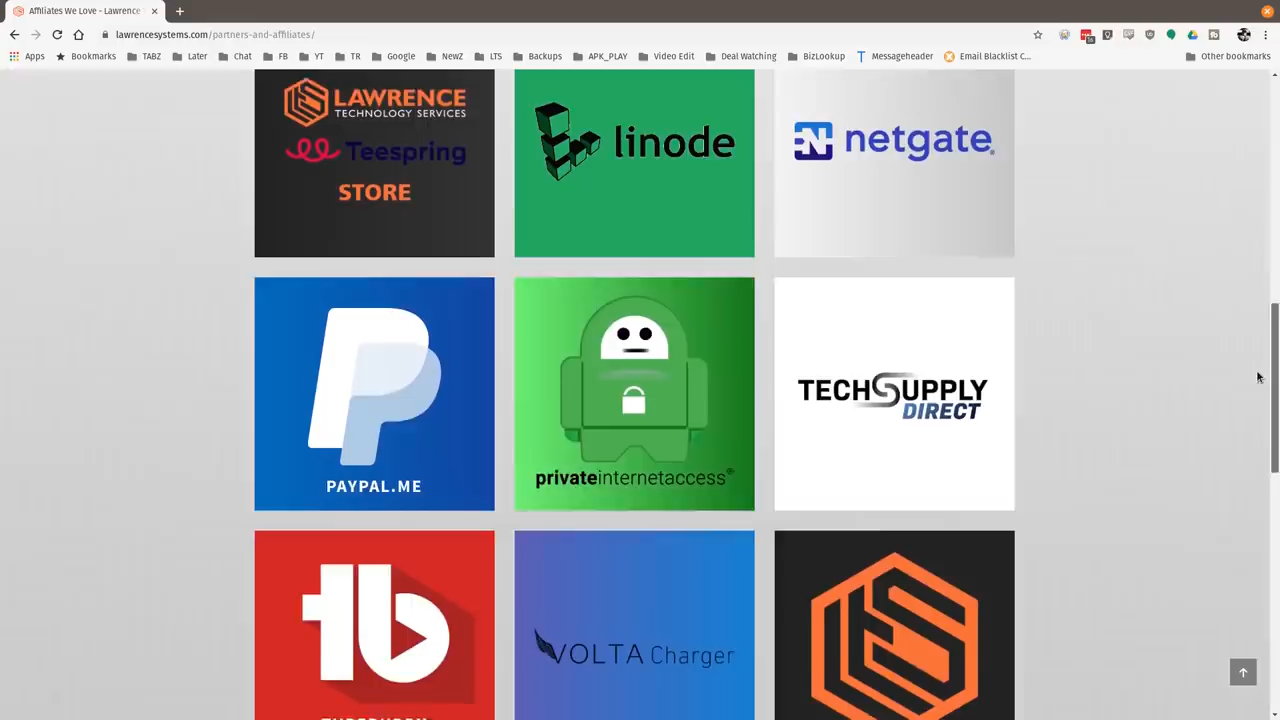 Affiliates We Love - Lawrence
lawrencesystems.com/partners-and-affiliates/
Apps
Bookmarks
TABZ
Later
Chat
FB
YT
TR
Google
NewZ
LTS
Backups
APK_PLAY
Video Edit
Deal Watching
BizLookup
Messageheader
Email Blacklist C...
Other bookmarks
LAWRENCE
TECHNOLOGY SERVICES
Teespring
STORE
linode
netgate®
PAYPAL.ME
privateinternetaccess®
TECHSUPPLY
DIRECT
tb
VOLTA Charger